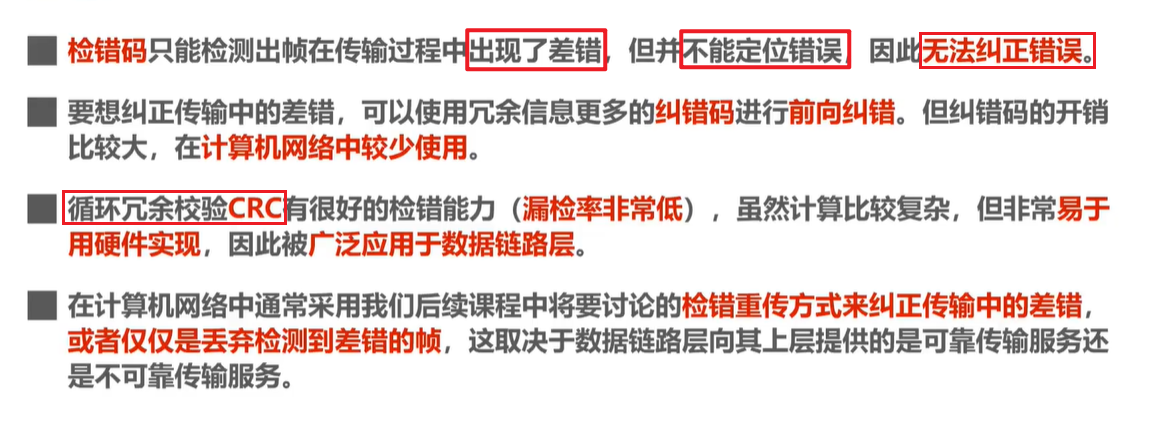 检错码只能检测出帧在传输过程中出现了差错，但并不能定位错误，因此无法纠正错误。
要想纠正传输中的差错，可以使用冗余信息更多的纠错码进行前向纠错。但纠错码的开销
比较大，在计算机网络中较少使用。
循环冗余校验CRC有很好的检错能力（漏检率非常低），虽然计算比较复杂，但非常易于
用硬件实现，因此被广泛应用于数据链路层。
在计算机网络中通常采用我们后续课程中将要讨论的检错重传方式来纠正传输中的差错，
或者仅仅是丢弃检测到差错的帧，这取决于数据链路层向其上层提供的是可靠传输服务还
是不可靠传输服务。